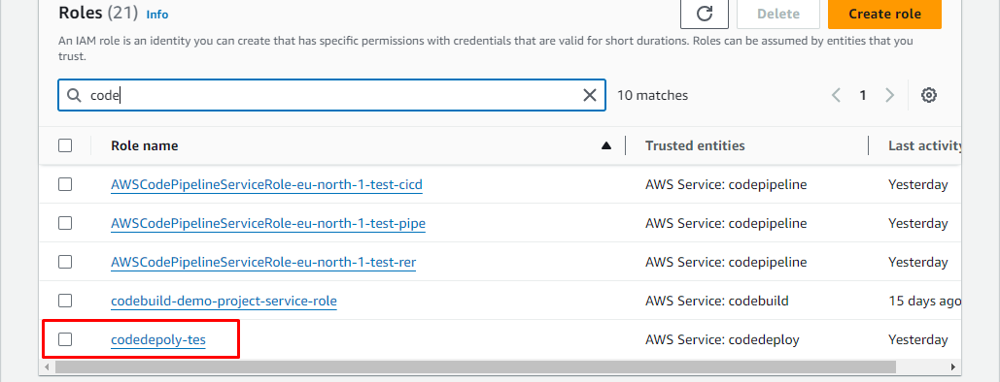 Roles (21) Info
Delete
Create role
An IAM role is an identity you can create that has specific permissions with credentials that are valid for short durations. Roles can be assumed by entities that you
trust.
code
10 matches
1
Role name Trusted entities Last activity
AWSCodePipelineServiceRole-eu-north-1-test-cicd AWS Service: codepipeline Yesterday
AWSCodePipelineServiceRole-eu-north-1-test-pipe AWS Service: codepipeline Yesterday
AWSCodePipelineServiceRole-eu-north-1-test-rer AWS Service: codepipeline Yesterday
codebuild-demo-project-service-role AWS Service: codebuild 15 days ago
codedepoly-tes AWS Service: codedeploy Yesterday